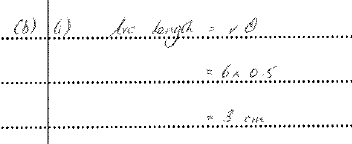 (b) (i) Arc length = r θ
= 6 × 0.5
= 3 cm